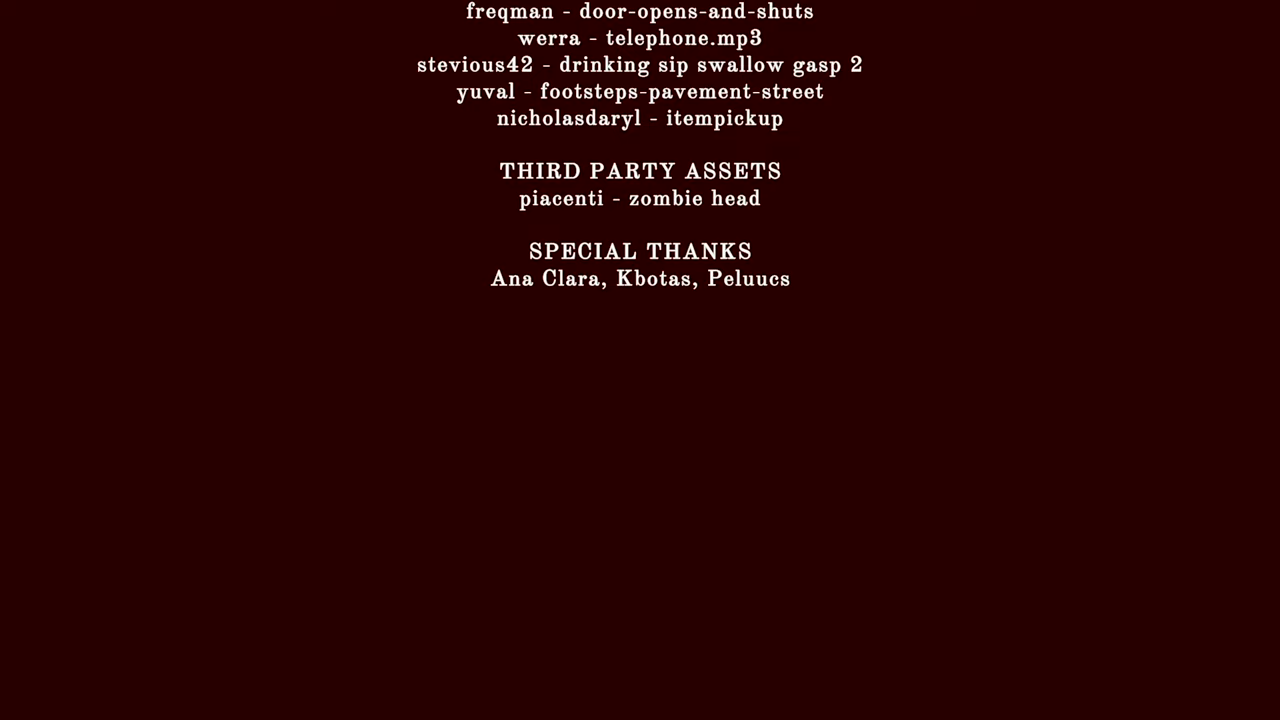 freqman - door-opens-and-shuts
werra - telephone.mp3
stevious42 - drinking sip swallow gasp 2
yuval - footsteps-pavement-street
nicholasdaryl - itempickup
THIRD PARTY ASSETS
piacenti - zombie head
SPECIAL THANKS
Ana Clara, Kbotas, Peluucs